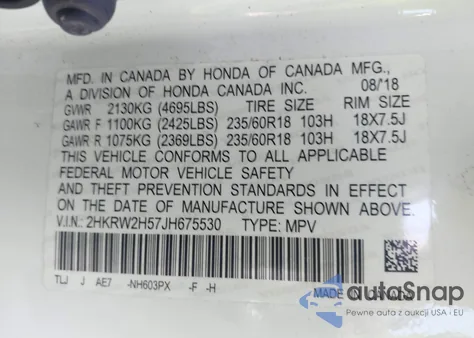 MFD. IN CANADA BY HONDA OF CANADA MFG.,
A DIVISION OF HONDA CANADA INC. 08/'18
GVWR 2130KG (4695LBS) TIRE SIZE RIM SIZE
GAWR F 1100KG (2425LBS) 235/60R18 103H 18X7.5J
GAWR R 1075KG (2369LBS) 235/60R18 103H 18X7.5J
THIS VEHICLE CONFORMS TO ALL APPLICABLE
FEDERAL MOTOR VEHICLE SAFETY
AND THEFT PREVENTION STANDARDS IN EFFECT
ON THE DATE OF MANUFACTURE SHOWN ABOVE.
V.I.N.: 2HKRW2H57JH675530 TYPE: MPV
TLJ J AE7 -NH603PX -F -H
MADE IN CANADA
autoSnap
Pewne auta z aukcji USA - EU